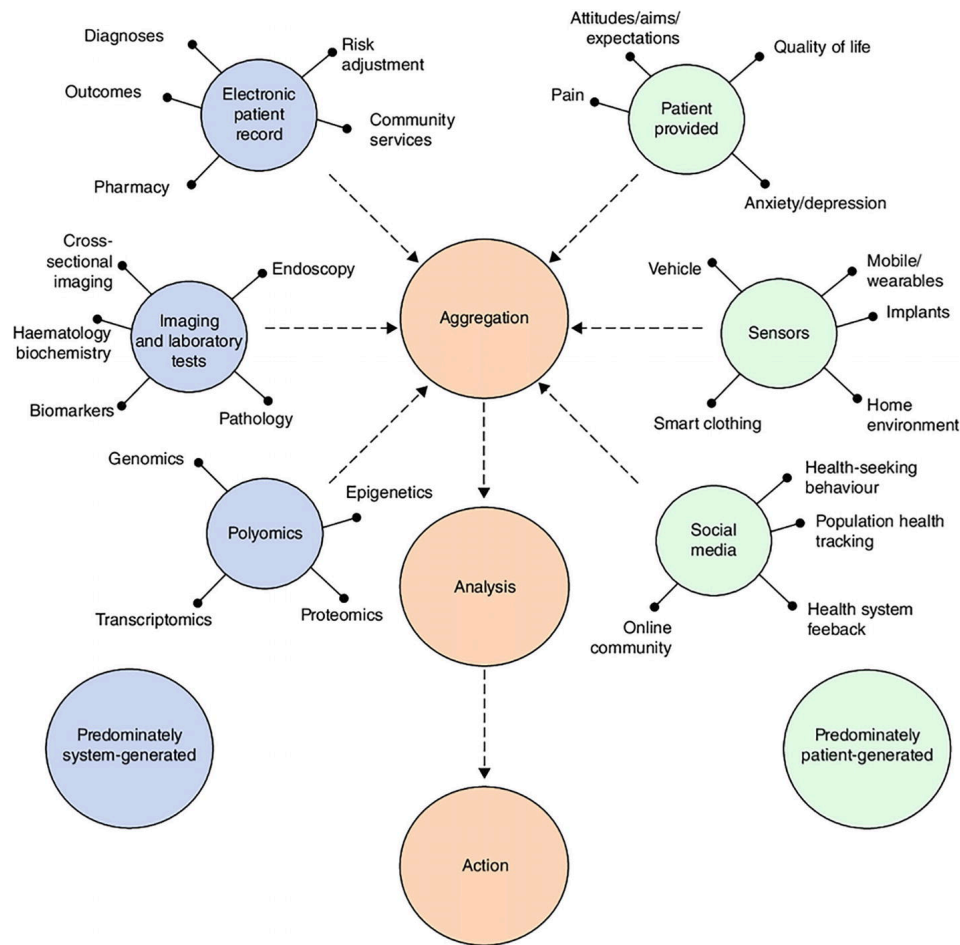 Diagnoses
Risk
adjustment
Outcomes
Electronic
patient
record
Community
services
Pharmacy
Attitudes/aims/
expectations
Quality of life
Pain
Patient
provided
Anxiety/depression
Cross-
sectional
imaging
Endoscopy
Haematology
biochemistry
Imaging
and laboratory
tests
Biomarkers
Pathology
Aggregation
Vehicle
Mobile/
wearables
Implants
Sensors
Smart clothing
Home
environment
Genomics
Epigenetics
Polyomics
Transcriptomics
Proteomics
Analysis
Health-seeking
behaviour
Social
media
Population health
tracking
Online
community
Health system
feeback
Predominately
system-generated
Predominately
patient-generated
Action